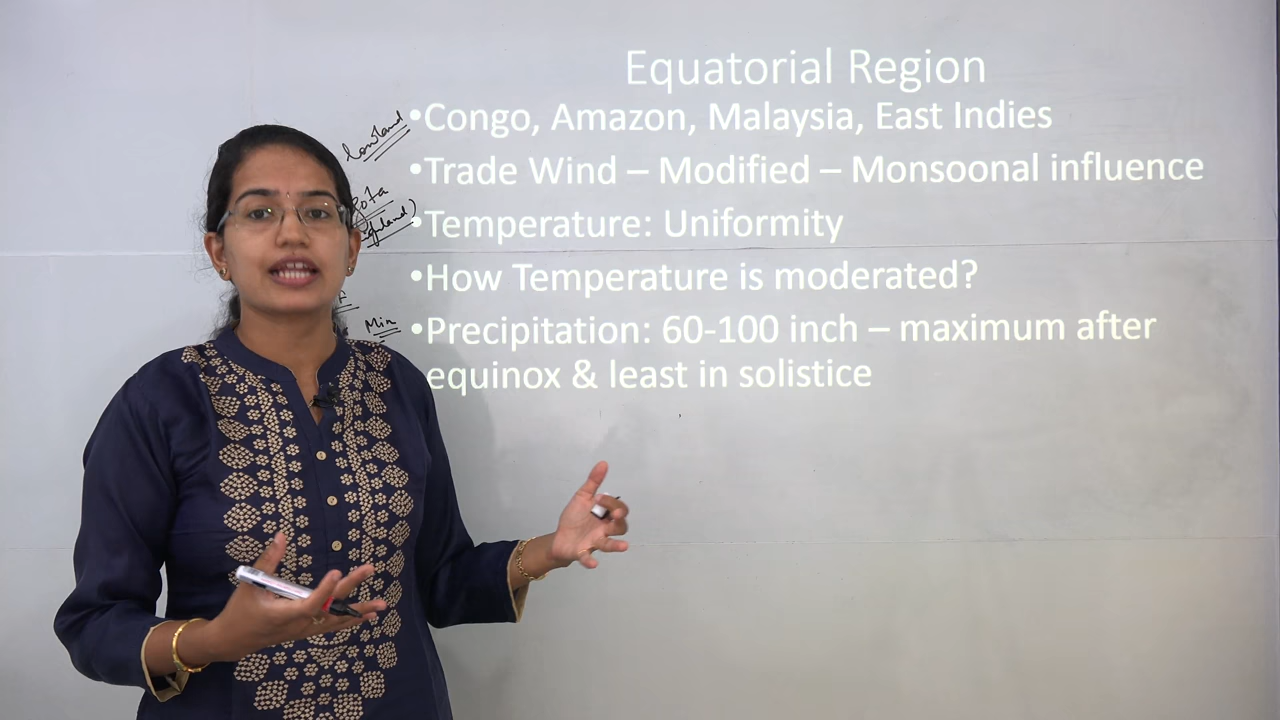 Equatorial Region
•Congo, Amazon, Malaysia, East Indies
•Trade Wind – Modified – Monsoonal influence
•Temperature: Uniformity
•How Temperature is moderated?
•Precipitation: 60-100 inch – maximum after
equinox & least in solistice
lowland
Min